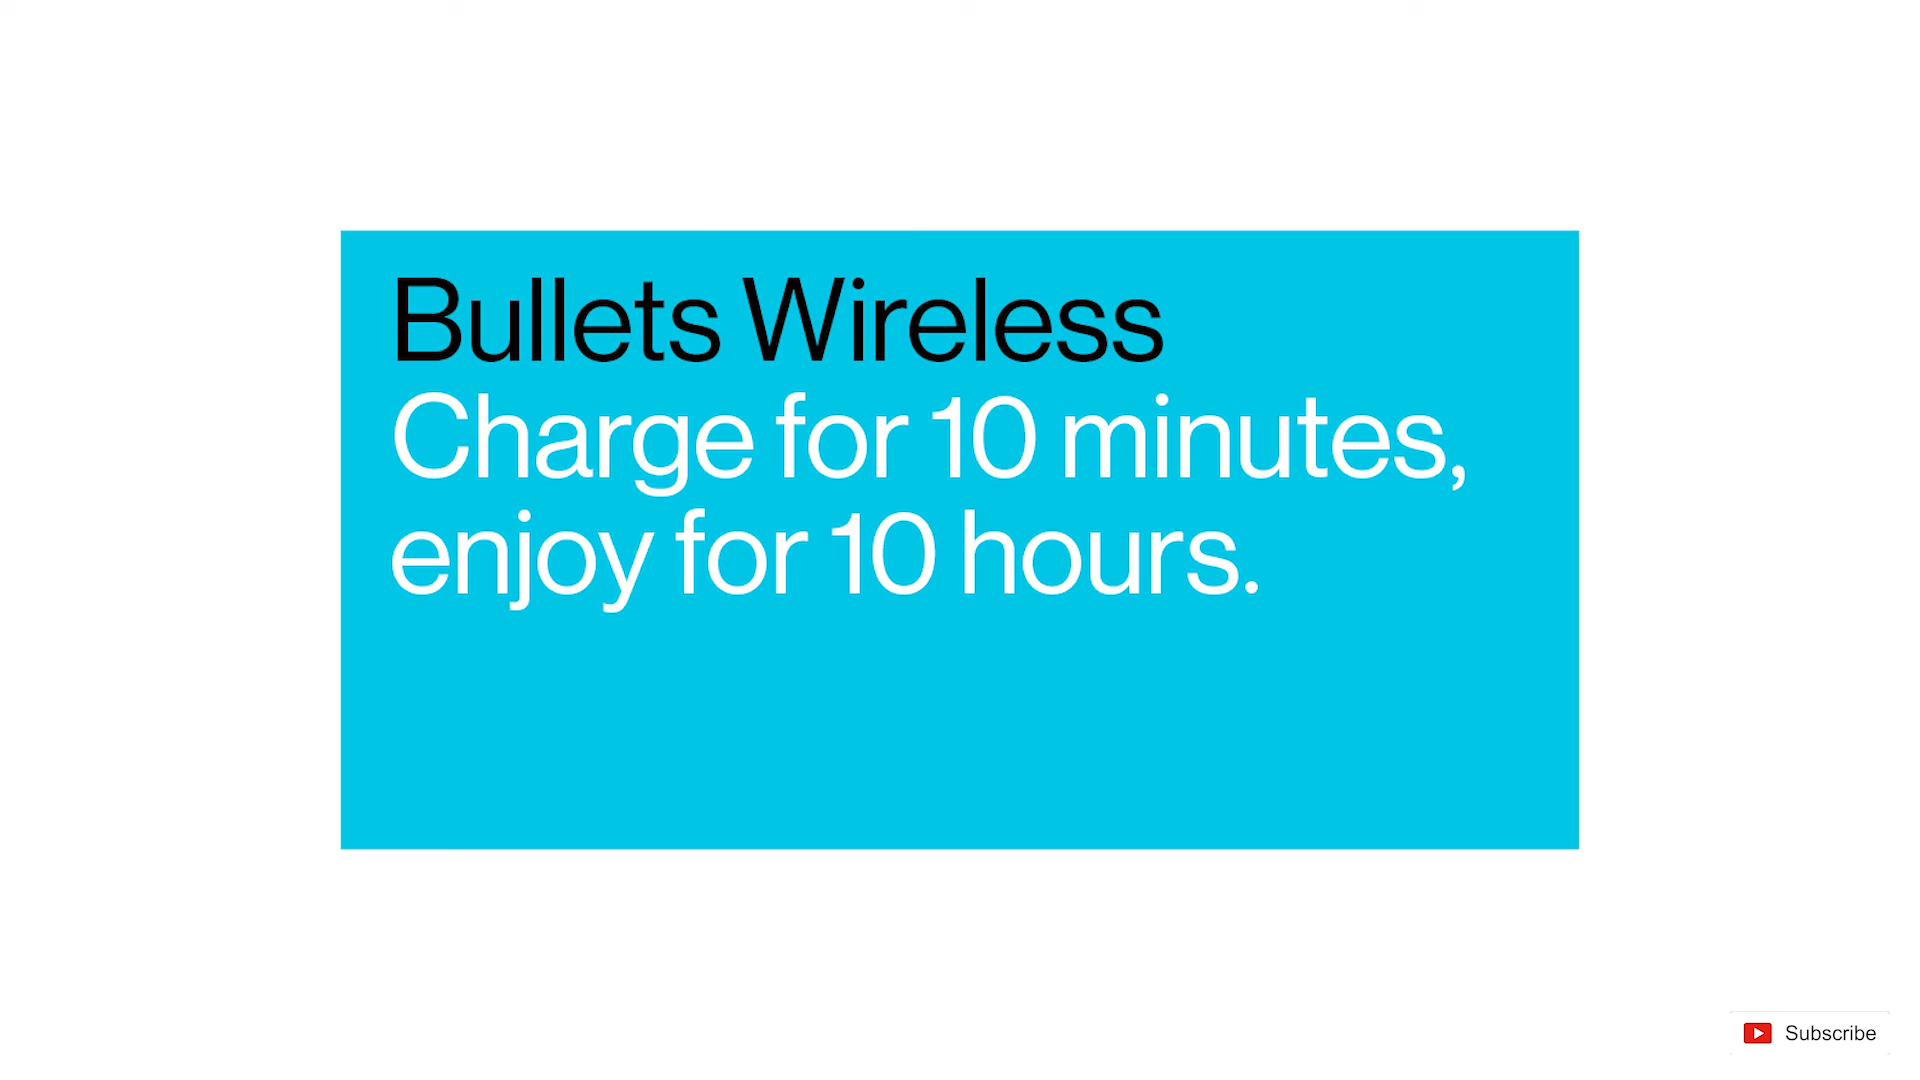 Bullets Wireless
Charge for 10 minutes,
enjoy for 10 hours.
Subscribe